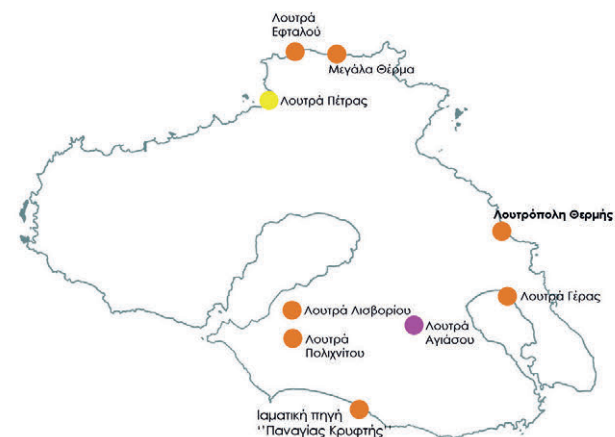 Λουτρά
Εφταλού
Μεγάλα Θέρμα
Λουτρά Πέτρας
Λουτρόπολη Θερμής
Λουτρά Γέρας
Λουτρά Λισβορίου
Λουτρά
Πολιχνίτου
Λουτρά
Αγιάσου
Ιαματική πηγή
''Παναγίας Κρυφτής''